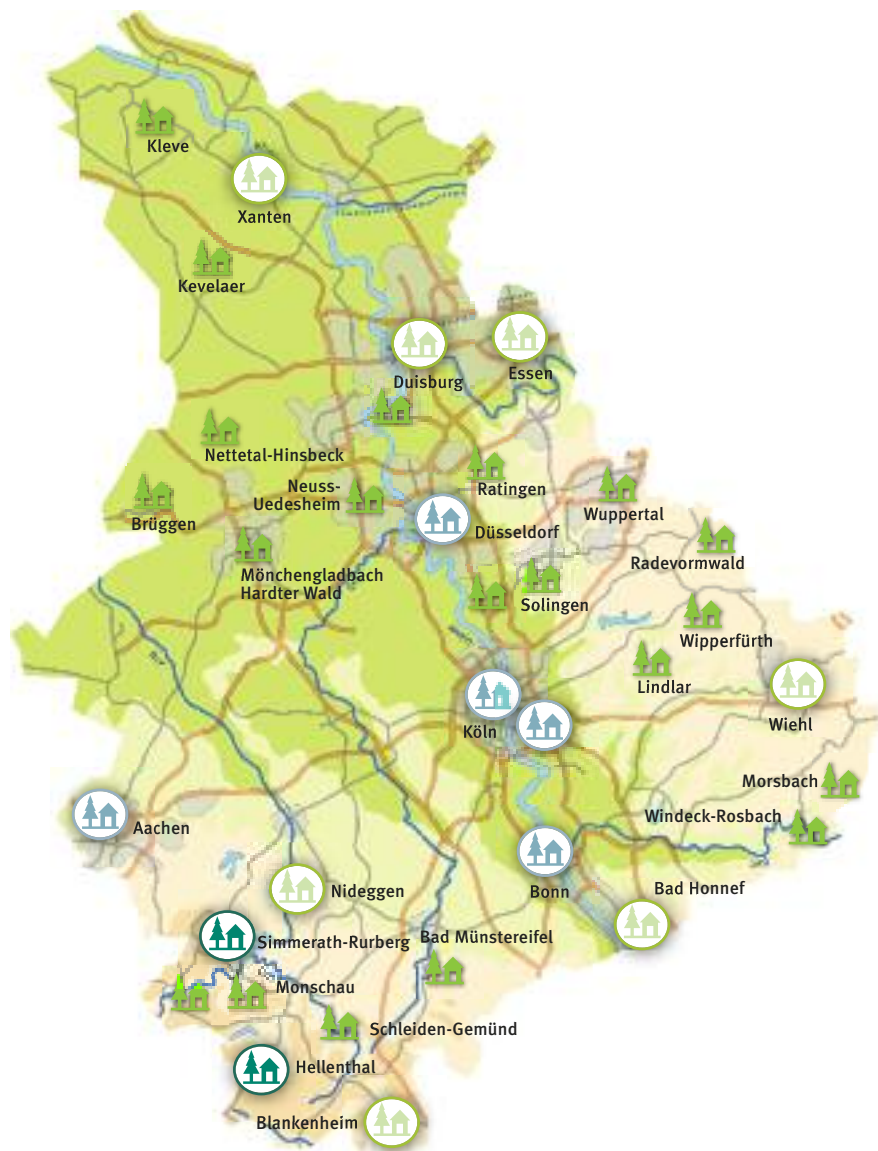 Kleve
Xanten
Kevelaer
Duisburg
Essen
Nettetal-Hinsbeck
Neuss-
Uedesheim
Ratingen
Brüggen
Wuppertal
Düsseldorf
Radevormwald
Mönchengladbach
Hardter Wald
Solingen
Wipperfürth
Lindlar
Köln
Wiehl
Morsbach
Windeck-Rosbach
Aachen
Nideggen
Bonn
Bad Honnef
Simmerath-Rurberg
Bad Münstereifel
Monschau
Schleiden-Gemünd
Hellenthal
Blankenheim